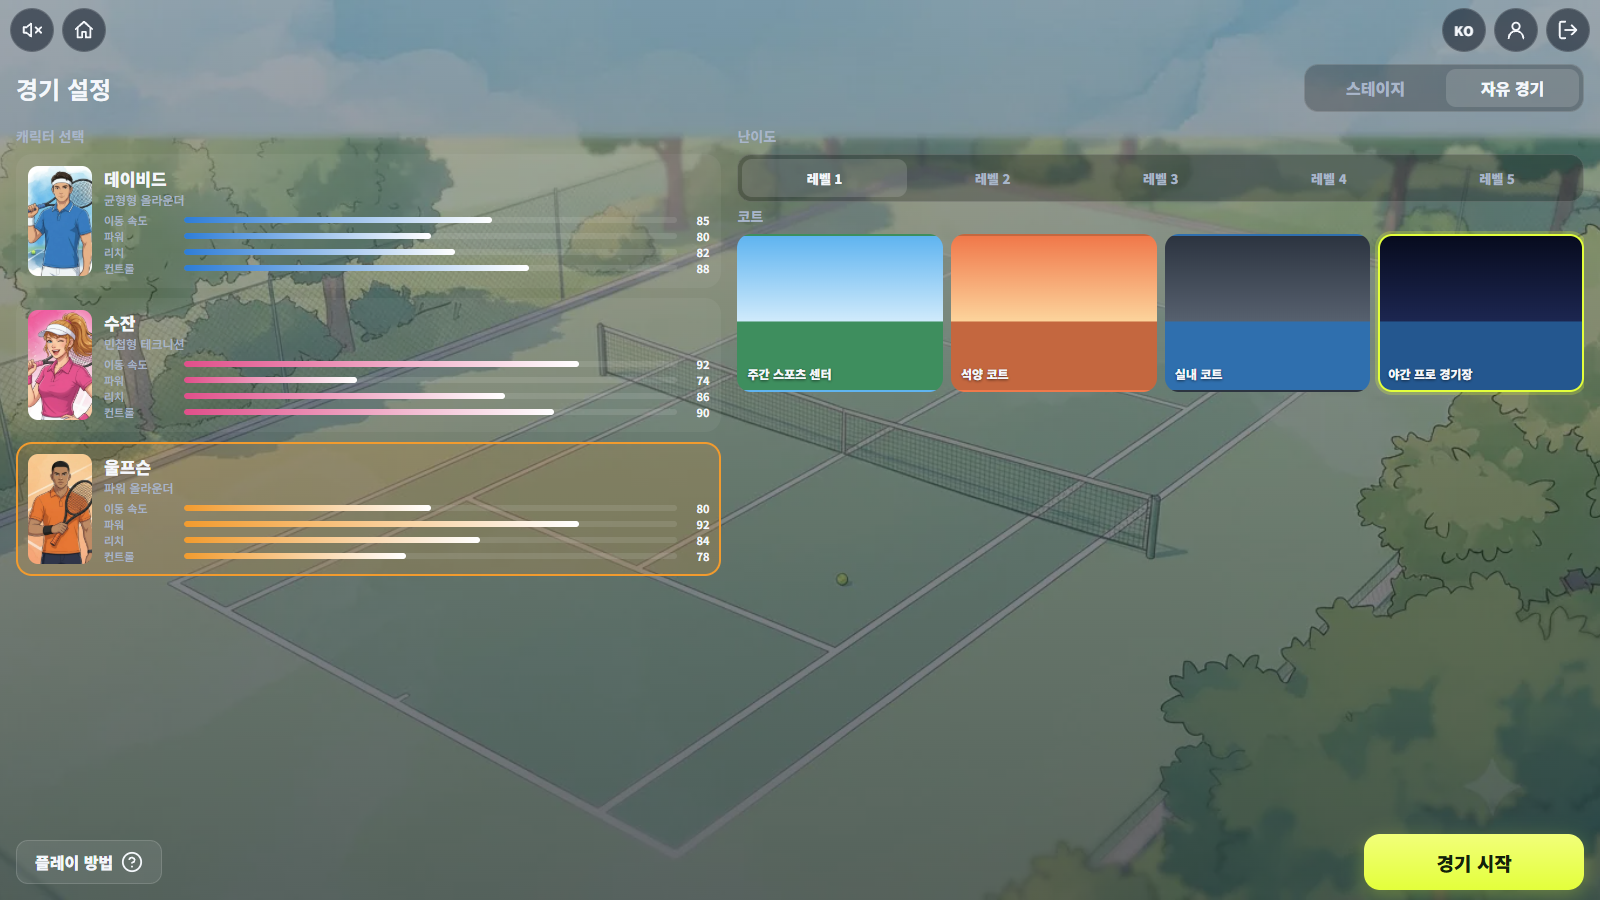 KO
경기 설정
스테이지
자유 경기
캐릭터 선택
데이비드
균형형 올라운더
이동 속도 85
파워 80
리치 82
컨트롤 88
수잔
민첩형 테크니션
이동 속도 92
파워 74
리치 86
컨트롤 90
울프슨
파워 올라운더
이동 속도 80
파워 92
리치 84
컨트롤 78
난이도
레벨 1
레벨 2
레벨 3
레벨 4
레벨 5
코트
주간 스포츠 센터
석양 코트
실내 코트
야간 프로 경기장
플레이 방법
경기 시작